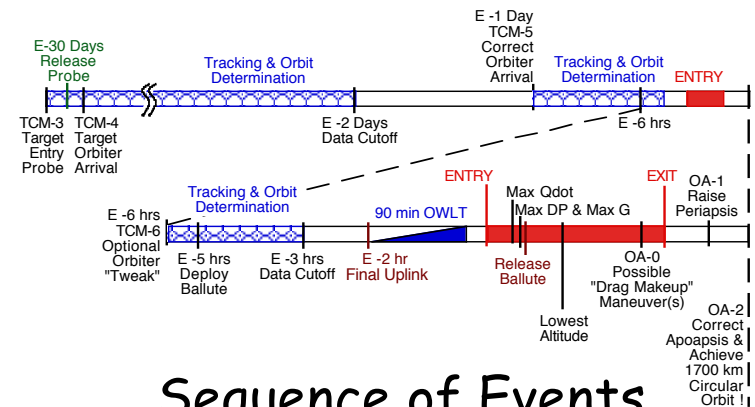 E -1 Day
TCM-5
Correct
Orbiter
Arrival
E-30 Days
Release
Probe
Tracking & Orbit
Determination
Tracking & Orbit
Determination
ENTRY
TCM-3
Target
Entry
Probe
TCM-4
Target
Orbiter
Arrival
E -2 Days
Data Cutoff
E -6 hrs
E -6 hrs
TCM-6
Optional
Orbiter
"Tweak"
Tracking & Orbit
Determination
90 min OWLT
ENTRY
Max Qdot
Max DP & Max G
EXIT
OA-1
Raise
Periapsis
E -5 hrs
Deploy
Ballute
E -3 hrs
Data Cutoff
E -2 hr
Final Uplink
Release
Ballute
Lowest
Altitude
OA-0
Possible
"Drag Makeup"
Maneuver(s)
OA-2
Correct
Apoapsis &
Achieve
1700 km
Circular
Orbit !
Sequence of Events